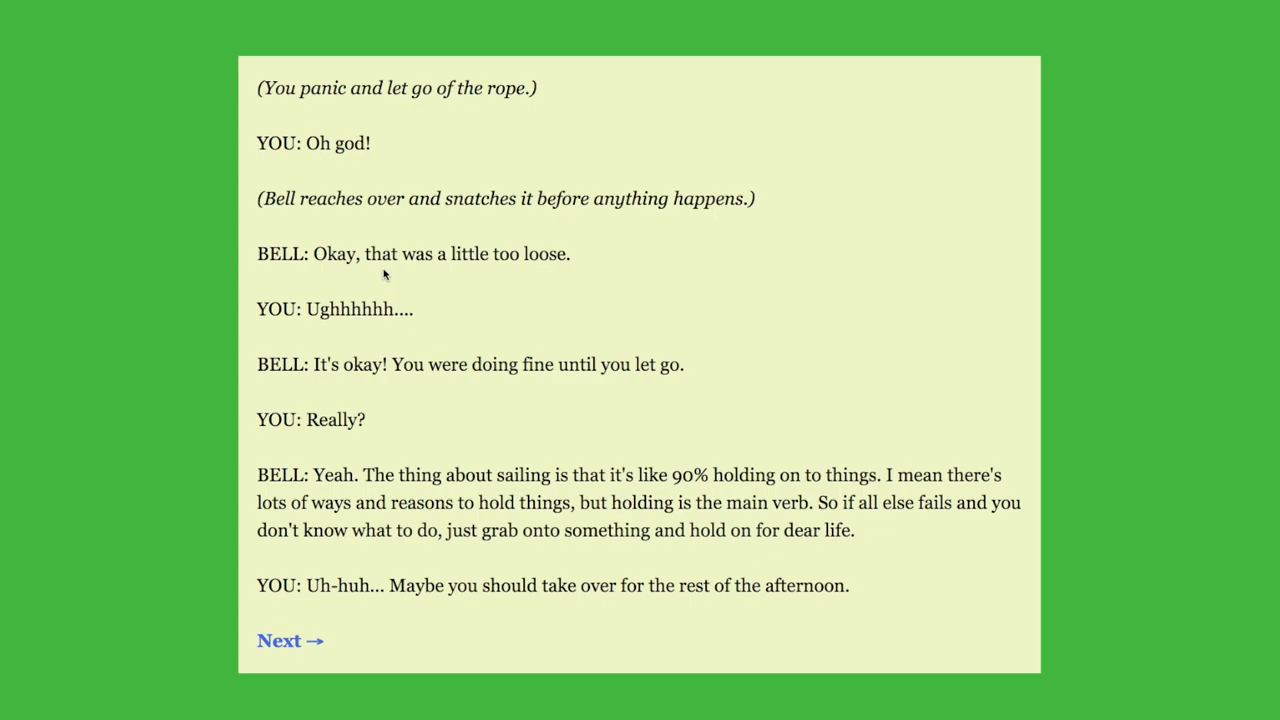 (You panic and let go of the rope.)
YOU: Oh god!
(Bell reaches over and snatches it before anything happens.)
BELL: Okay, that was a little too loose.
YOU: Ughhhhhh....
BELL: It's okay! You were doing fine until you let go.
YOU: Really?
BELL: Yeah. The thing about sailing is that it's like 90% holding on to things. I mean there's
lots of ways and reasons to hold things, but holding is the main verb. So if all else fails and you
don't know what to do, just grab onto something and hold on for dear life.
YOU: Uh-huh... Maybe you should take over for the rest of the afternoon.
Next →